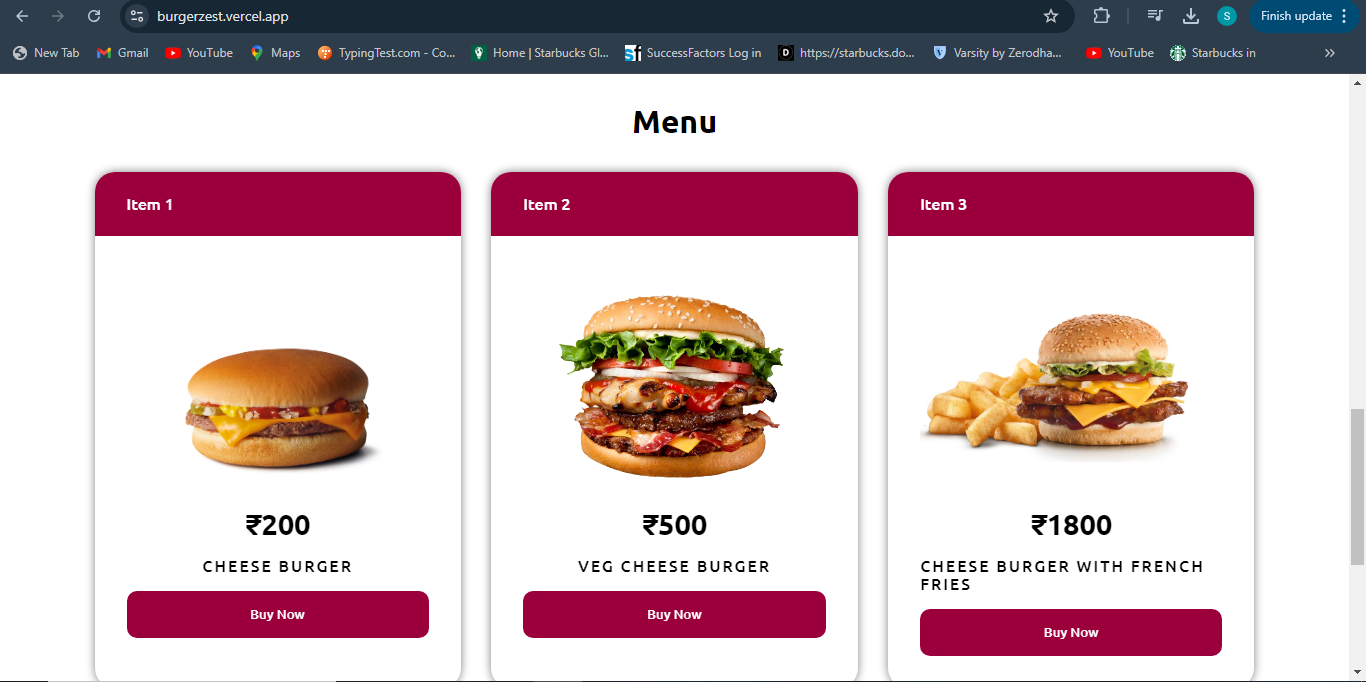 burgerzest.vercel.app
S
Finish update
New Tab
Gmail
YouTube
Maps
TypingTest.com - Co...
Home | Starbucks Gl...
SuccessFactors Log in
https://starbucks.do...
Varsity by Zerodha...
YouTube
Starbucks in
Menu
Item 1
Item 2
Item 3
₹200
₹500
₹1800
CHEESE BURGER
VEG CHEESE BURGER
CHEESE BURGER WITH FRENCH
FRIES
Buy Now
Buy Now
Buy Now